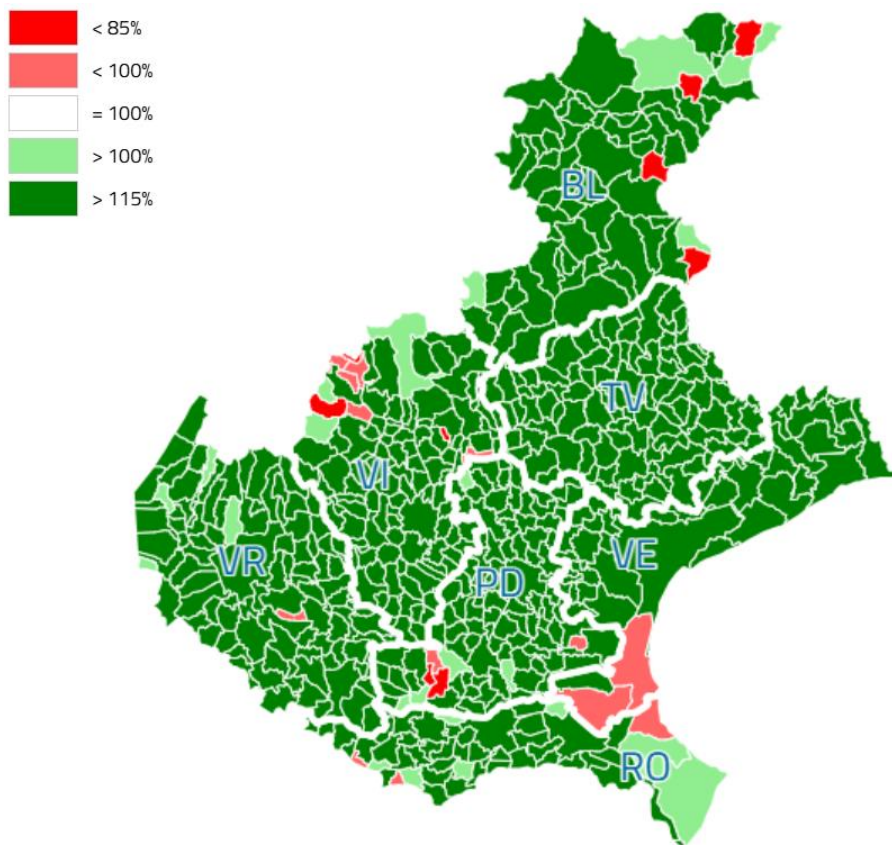 < 85%
< 100%
= 100%
> 100%
> 115%
BL
TV
VI
VE
VR
PD
RO